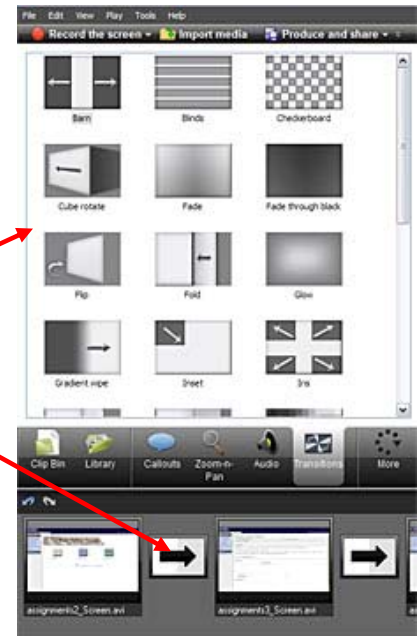 File Edit View Play Tools Help
Record the screen Import media Produce and share
Barn Blinds Checkerboard
Cube rotate Fade Fade through black
Flip Fold Glow
Gradient wipe Inset Iris
Clip Bin Library Callouts Zoom-n-Pan Audio Transitions More
assignments2_Screen.avi assignments3_Screen.avi